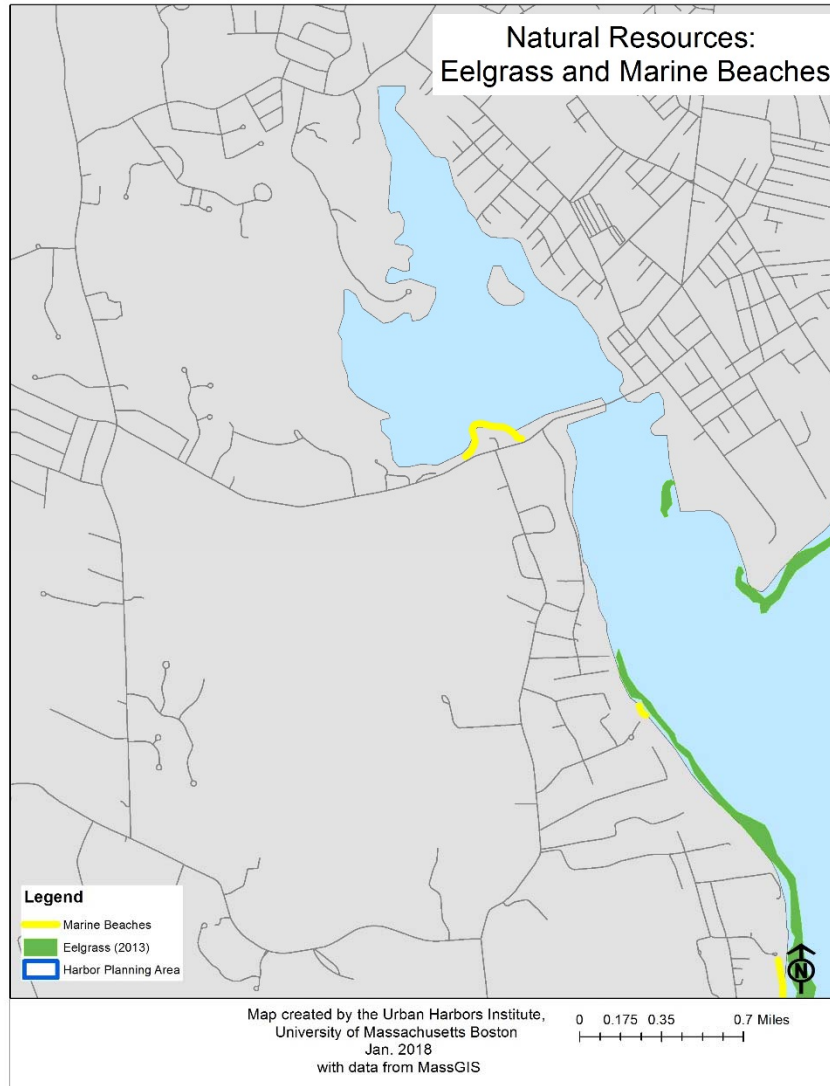 Natural Resources:
Eelgrass and Marine Beaches
Legend
Marine Beaches
Eelgrass (2013)
Harbor Planning Area
N
Map created by the Urban Harbors Institute,
University of Massachusetts Boston
Jan. 2018
with data from MassGIS
0 0.175 0.35 0.7 Miles